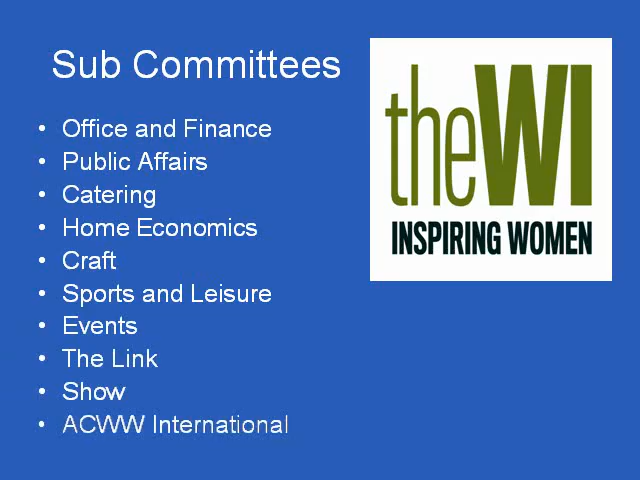 Sub Committees
• Office and Finance
• Public Affairs
• Catering
• Home Economics
• Craft
• Sports and Leisure
• Events
• The Link
• Show
• ACWW International
theWI
INSPIRING WOMEN